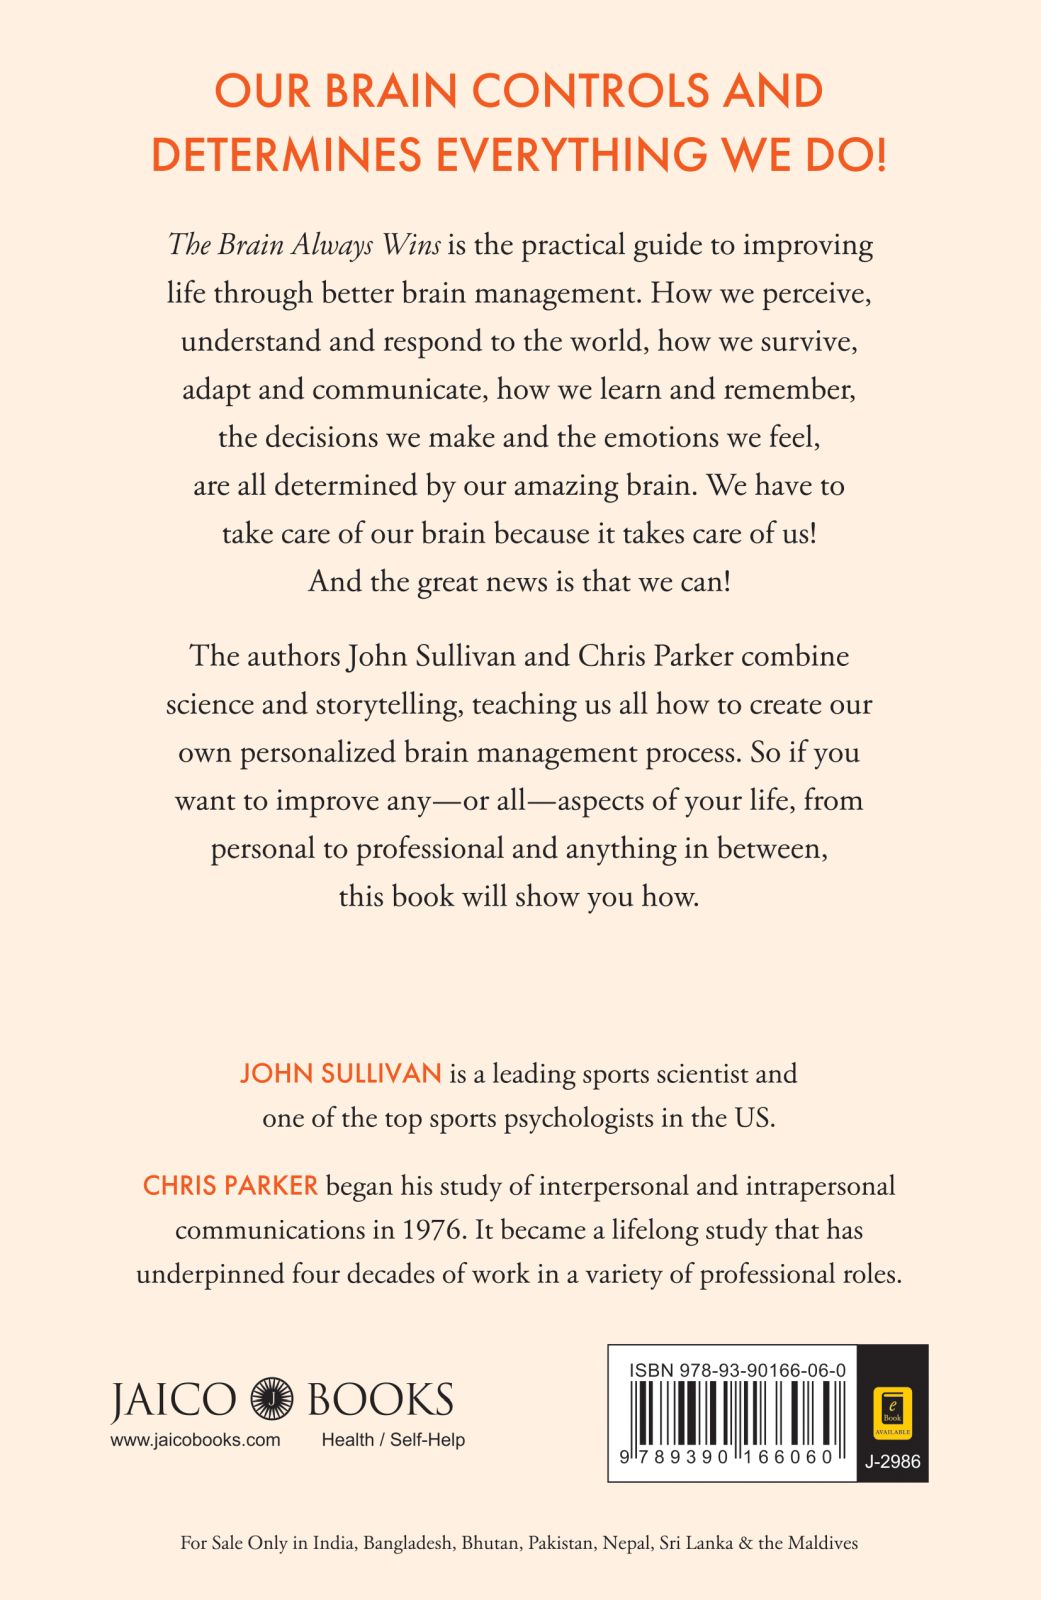 OUR BRAIN CONTROLS AND
DETERMINES EVERYTHING WE DO!
The Brain Always Wins is the practical guide to improving
life through better brain management. How we perceive,
understand and respond to the world, how we survive,
adapt and communicate, how we learn and remember,
the decisions we make and the emotions we feel,
are all determined by our amazing brain. We have to
take care of our brain because it takes care of us!
And the great news is that we can!
The authors John Sullivan and Chris Parker combine
science and storytelling, teaching us all how to create our
own personalized brain management process. So if you
want to improve any—or all—aspects of your life, from
personal to professional and anything in between,
this book will show you how.
JOHN SULLIVAN is a leading sports scientist and
one of the top sports psychologists in the US.
CHRIS PARKER began his study of interpersonal and intrapersonal
communications in 1976. It became a lifelong study that has
underpinned four decades of work in a variety of professional roles.
JAICO J BOOKS
www.jaicobooks.com Health / Self-Help
ISBN 978-93-90166-06-0
9 789390 166060
e
Book
AVAILABLE
J-2986
For Sale Only in India, Bangladesh, Bhutan, Pakistan, Nepal, Sri Lanka & the Maldives